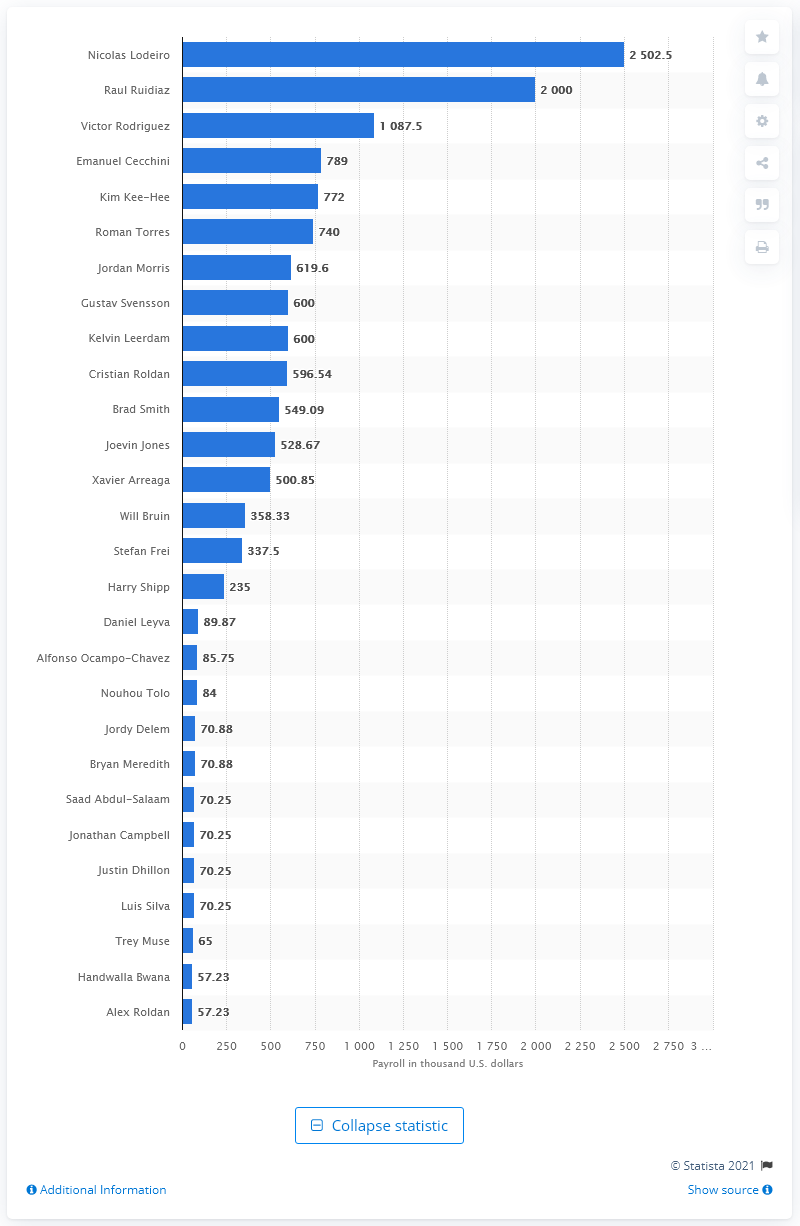 Nicolas Lodeiro 2 502.5
Raul Ruidiaz 2 000
Victor Rodriguez 1 087.5
Emanuel Cecchini 789
Kim Kee-Hee 772
Roman Torres 740
Jordan Morris 619.6
Gustav Svensson 600
Kelvin Leerdam 600
Cristian Roldan 596.54
Brad Smith 549.09
Joevin Jones 528.67
Xavier Arreaga 500.85
Will Bruin 358.33
Stefan Frei 337.5
Harry Shipp 235
Daniel Leyva 89.87
Alfonso Ocampo-Chavez 85.75
Nouhou Tolo 84
Jordy Delem 70.88
Bryan Meredith 70.88
Saad Abdul-Salaam 70.25
Jonathan Campbell 70.25
Justin Dhillon 70.25
Luis Silva 70.25
Trey Muse 65
Handwalla Bwana 57.23
Alex Roldan 57.23
0 250 500 750 1 000 1 250 1 500 1 750 2 000 2 250 2 500 2 750 3 ...
Payroll in thousand U.S. dollars
Collapse statistic
© Statista 2021
Additional Information Show source